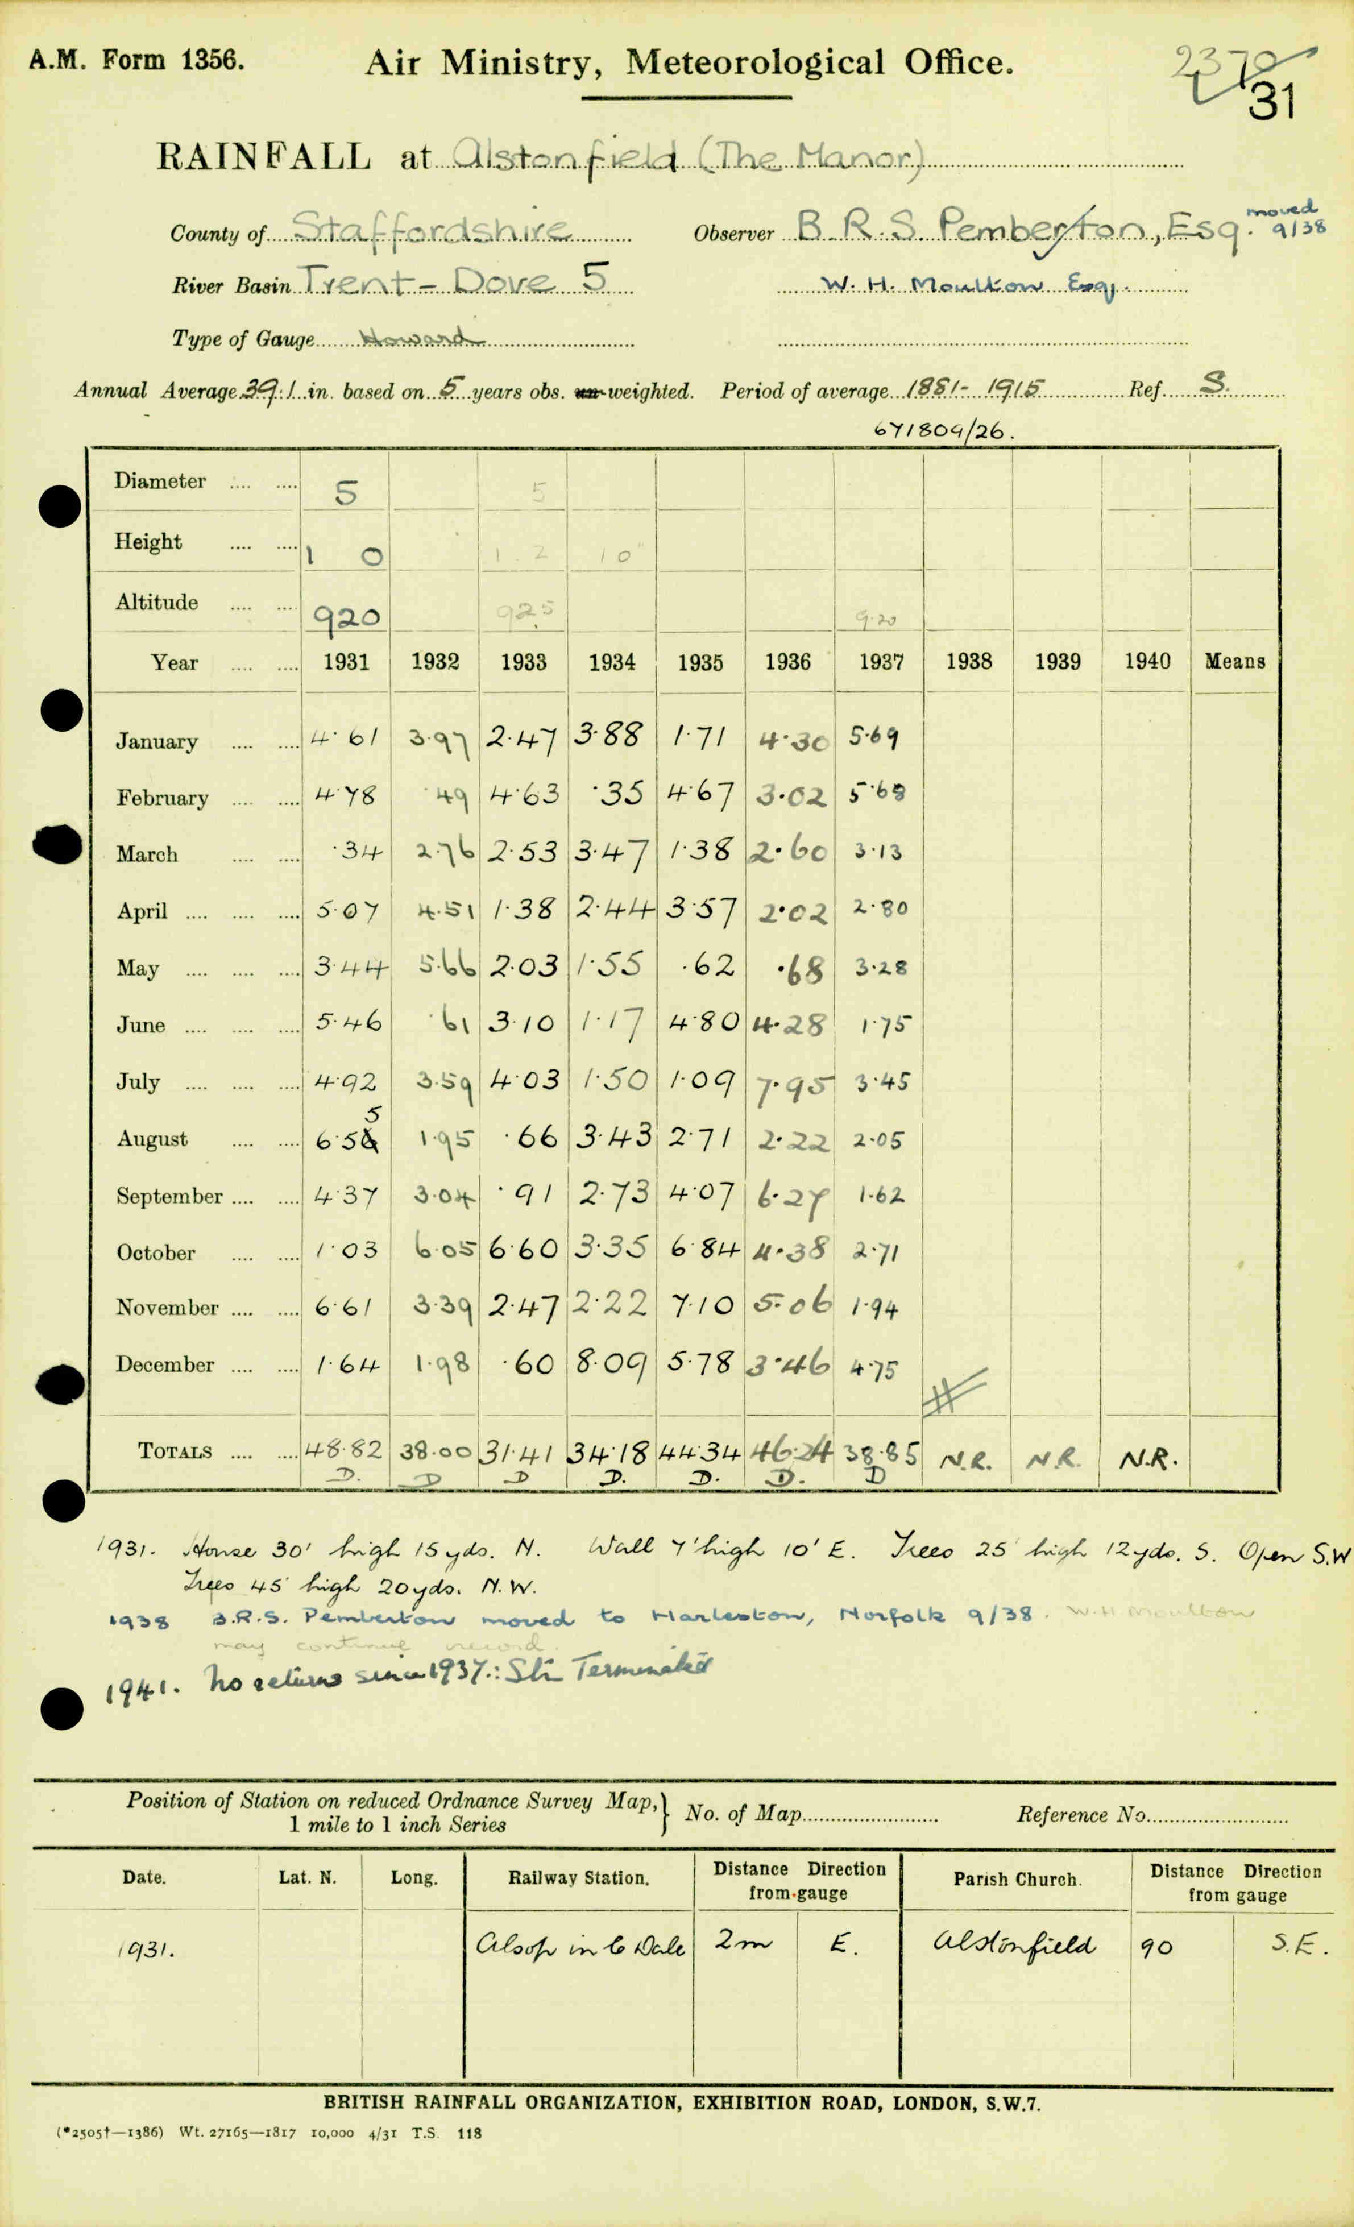 A.M. Form 1356. Air Ministry, Meteorological Office. 2370
31
RAINFALL at Alstonfield (The Manor)
County of Staffordshire Observer B.R.S. Pemberton, Esq. moved 9/38
River Basin Trent - Dove 5 W. H. Moulton Esq.
Type of Gauge Howard
Annual Average 39.1 in. based on 5 years obs. un-weighted. Period of average 1881- 1915 Ref. S.
671809/26.
Diameter 5 5
Height 1 0 1.2 10"
Altitude 920 925 920
Year 1931 1932 1933 1934 1935 1936 1937 1938 1939 1940 Means
January 4.61 3.97 2.47 3.88 1.71 4.30 5.69
February 4.78 .49 4.63 .35 4.67 3.02 5.68
March .34 2.76 2.53 3.47 1.38 2.60 3.13
April 5.07 4.51 1.38 2.44 3.57 2.02 2.80
May 3.44 5.66 2.03 1.55 .62 .68 3.28
June 5.46 .61 3.10 1.17 4.80 4.28 1.75
July 4.92 3.59 4.03 1.50 1.09 7.95 3.45
August 6.55 1.95 .66 3.43 2.71 2.22 2.05
September 4.37 3.04 .91 2.73 4.07 6.27 1.62
October 1.03 6.05 6.60 3.35 6.84 4.38 2.71
November 6.61 3.39 2.47 2.22 7.10 5.06 1.94
December 1.64 1.98 .60 8.09 5.78 3.46 4.75
TOTALS 48.82 38.00 31.41 34.18 44.34 46.24 38.85 N.R. N.R. N.R.
D. D D D. D. D. D
1931. House 30' high 15 yds. N. Wall 7' high 10' E. Trees 25' high 12 yds. S. Open S.W
Trees 45' high 20 yds. N.W.
1938 B.R.S. Pemberton moved to Harleston, Norfolk 9/38. W.H Moulton
may continue record.
1941. No returns since 1937.: Stn Terminated
Position of Station on reduced Ordnance Survey Map, } No. of Map Reference No.
1 mile to 1 inch Series
Date. Lat. N. Long. Railway Station. Distance Direction from gauge Parish Church. Distance Direction from gauge
1931. Alsop in le Dale 2m E. Alstonfield 90 S.E.
BRITISH RAINFALL ORGANIZATION, EXHIBITION ROAD, LONDON, S.W.7.
(*2505†—1386) Wt. 27165—1817 10,000 4/31 T.S. 118